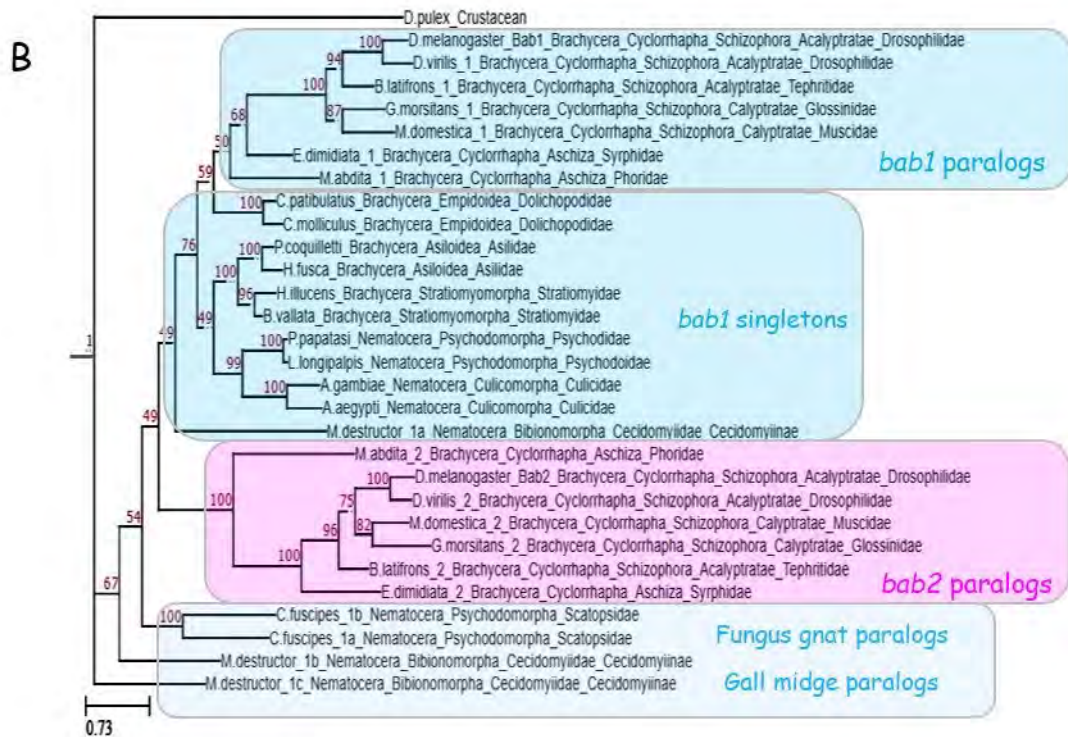 B
D.pulex_Crustacean
100 D.melanogaster_Bab1_Brachycera_Cyclorrhapha_Schizophora_Acalyptratae_Drosophilidae
94 D.virilis_1_Brachycera_Cyclorrhapha_Schizophora_Acalyptratae_Drosophilidae
100 B.latifrons_1_Brachycera_Cyclorrhapha_Schizophora_Acalyptratae_Tephritidae
87 G.morsitans_1_Brachycera_Cyclorrhapha_Schizophora_Calyptratae_Glossinidae
68 M.domestica_1_Brachycera_Cyclorrhapha_Schizophora_Calyptratae_Muscidae
50 E.dimidiata_1_Brachycera_Cyclorrhapha_Aschiza_Syrphidae
bab1 paralogs
59 M.abdita_1_Brachycera_Cyclorrhapha_Aschiza_Phoridae
100 C.patibulatus_Brachycera_Empidoidea_Dolichopodidae
C.molliculus_Brachycera_Empidoidea_Dolichopodidae
76 100 P.coquilletti_Brachycera_Asiloidea_Asilidae
100 H.fusca_Brachycera_Asiloidea_Asilidae
96 H.illucens_Brachycera_Stratiomyomorpha_Stratiomyidae
49 B.vallata_Brachycera_Stratiomyomorpha_Stratiomyidae
bab1 singletons
49 100 P.papatasi_Nematocera_Psychodomorpha_Psychodidae
1 99 L.longipalpis_Nematocera_Psychodomorpha_Psychodoidae
100 A.gambiae_Nematocera_Culicomorpha_Culicidae
A.aegypti_Nematocera_Culicomorpha_Culicidae
49 M.destructor_1a_Nematocera_Bibionomorpha_Cecidomyiidae_Cecidomyiinae
M.abdita_2_Brachycera_Cyclorrhapha_Aschiza_Phoridae
100 100 D.melanogaster_Bab2_Brachycera_Cyclorrhapha_Schizophora_Acalyptratae_Drosophilidae
75 D.virilis_2_Brachycera_Cyclorrhapha_Schizophora_Acalyptratae_Drosophilidae
54 96 82 M.domestica_2_Brachycera_Cyclorrhapha_Schizophora_Calyptratae_Muscidae
G.morsitans_2_Brachycera_Cyclorrhapha_Schizophora_Calyptratae_Glossinidae
100 B.latifrons_2_Brachycera_Cyclorrhapha_Schizophora_Acalyptratae_Tephritidae
67 E.dimidiata_2_Brachycera_Cyclorrhapha_Aschiza_Syrphidae
bab2 paralogs
100 C.fuscipes_1b_Nematocera_Psychodomorpha_Scatopsidae
C.fuscipes_1a_Nematocera_Psychodomorpha_Scatopsidae
Fungus gnat paralogs
M.destructor_1b_Nematocera_Bibionomorpha_Cecidomyiidae_Cecidomyiinae
M.destructor_1c_Nematocera_Bibionomorpha_Cecidomyiidae_Cecidomyiinae
Gall midge paralogs
0.73